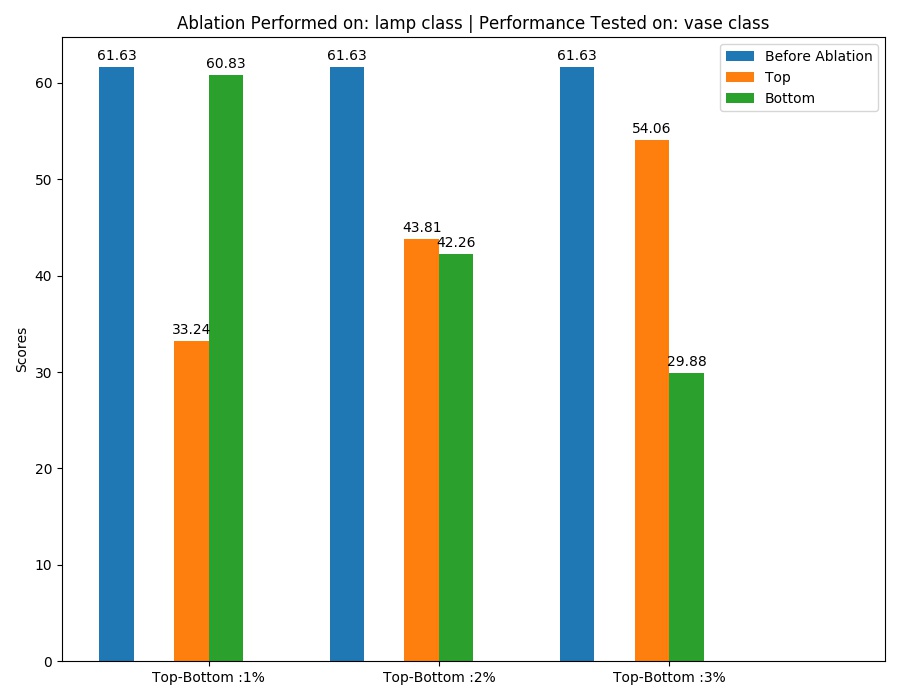 Ablation Performed on: lamp class | Performance Tested on: vase class
61.63
60.83
61.63
61.63
Before Ablation
Top
Bottom
33.24
43.81
42.26
54.06
29.88
Scores
60
50
40
30
20
10
0
Top-Bottom :1%
Top-Bottom :2%
Top-Bottom :3%